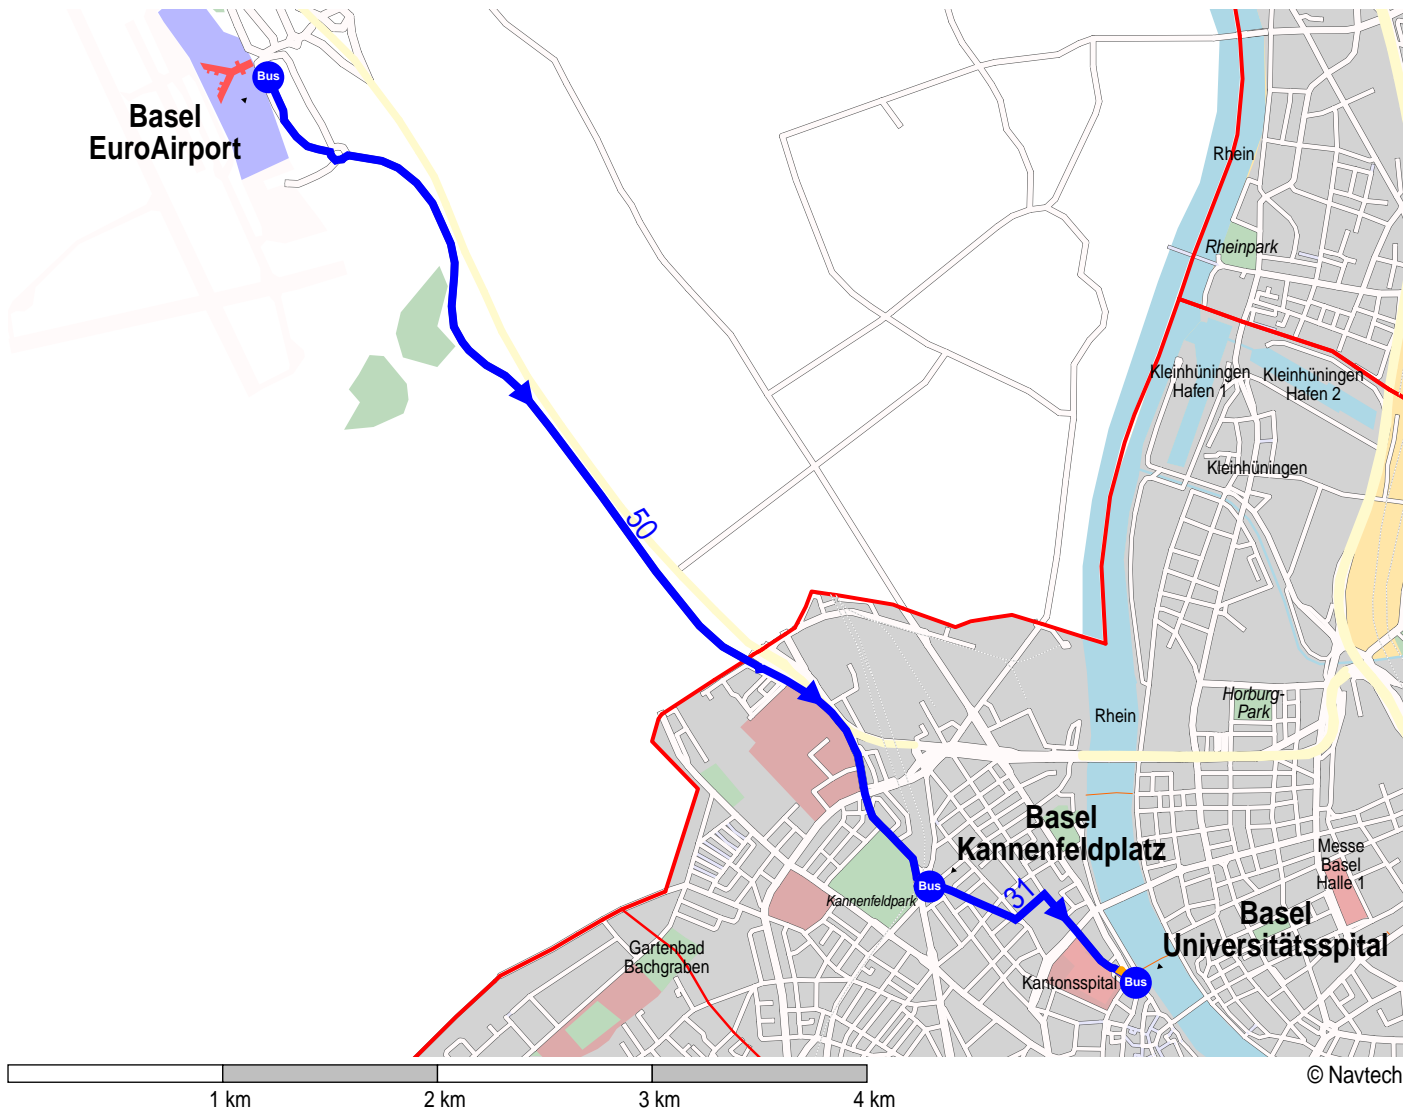 Bus
Basel
EuroAirport
Rhein
Rheinpark
Kleinhüningen
Hafen 1
Kleinhüningen
Hafen 2
Kleinhüningen
50
Horburg-
Park
Rhein
Basel
Kannenfeldplatz
Messe
Basel
Halle 1
Bus
31
Kannenfeldpark
Basel
Universitätsspital
Gartenbad
Bachgraben
Kantonsspital
Bus
© Navtech
1 km
2 km
3 km
4 km